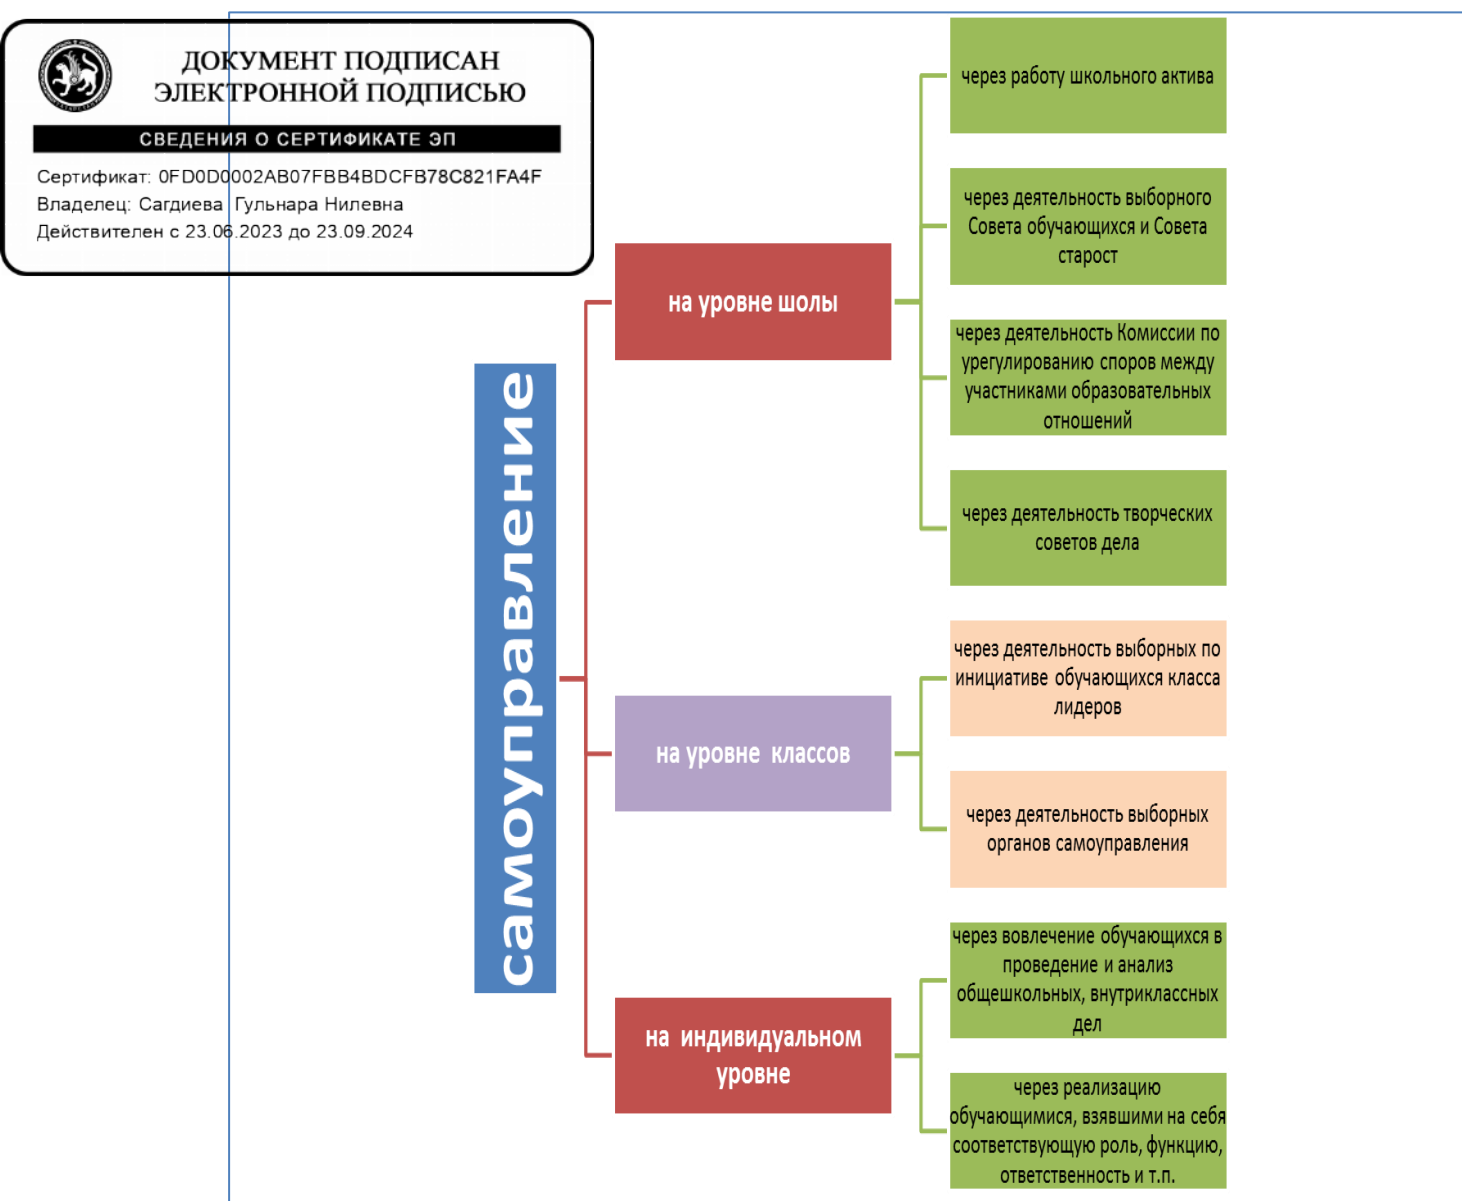 ДОКУМЕНТ ПОДПИСАН
ЭЛЕКТРОННОЙ ПОДПИСЬЮ
СВЕДЕНИЯ О СЕРТИФИКАТЕ ЭП
Сертификат: 0FD0D0002AB07FBB4BDCFB78C821FA4F
Владелец: Сагдиева Гульнара Нилевна
Действителен с 23.06.2023 до 23.09.2024
самоуправление
на уровне шолы
через работу школьного актива
через деятельность выборного
Совета обучающихся и Совета
старост
через деятельность Комиссии по
урегулированию споров между
участниками образовательных
отношений
через деятельность творческих
советов дела
на уровне классов
через деятельность выборных по
инициативе обучающихся класса
лидеров
через деятельность выборных
органов самоуправления
на индивидуальном
уровне
через вовлечение обучающихся в
проведение и анализ
общешкольных, внутриклассных
дел
через реализацию
обучающимися, взявшими на себя
соответствующую роль, функцию,
ответственность и т.п.